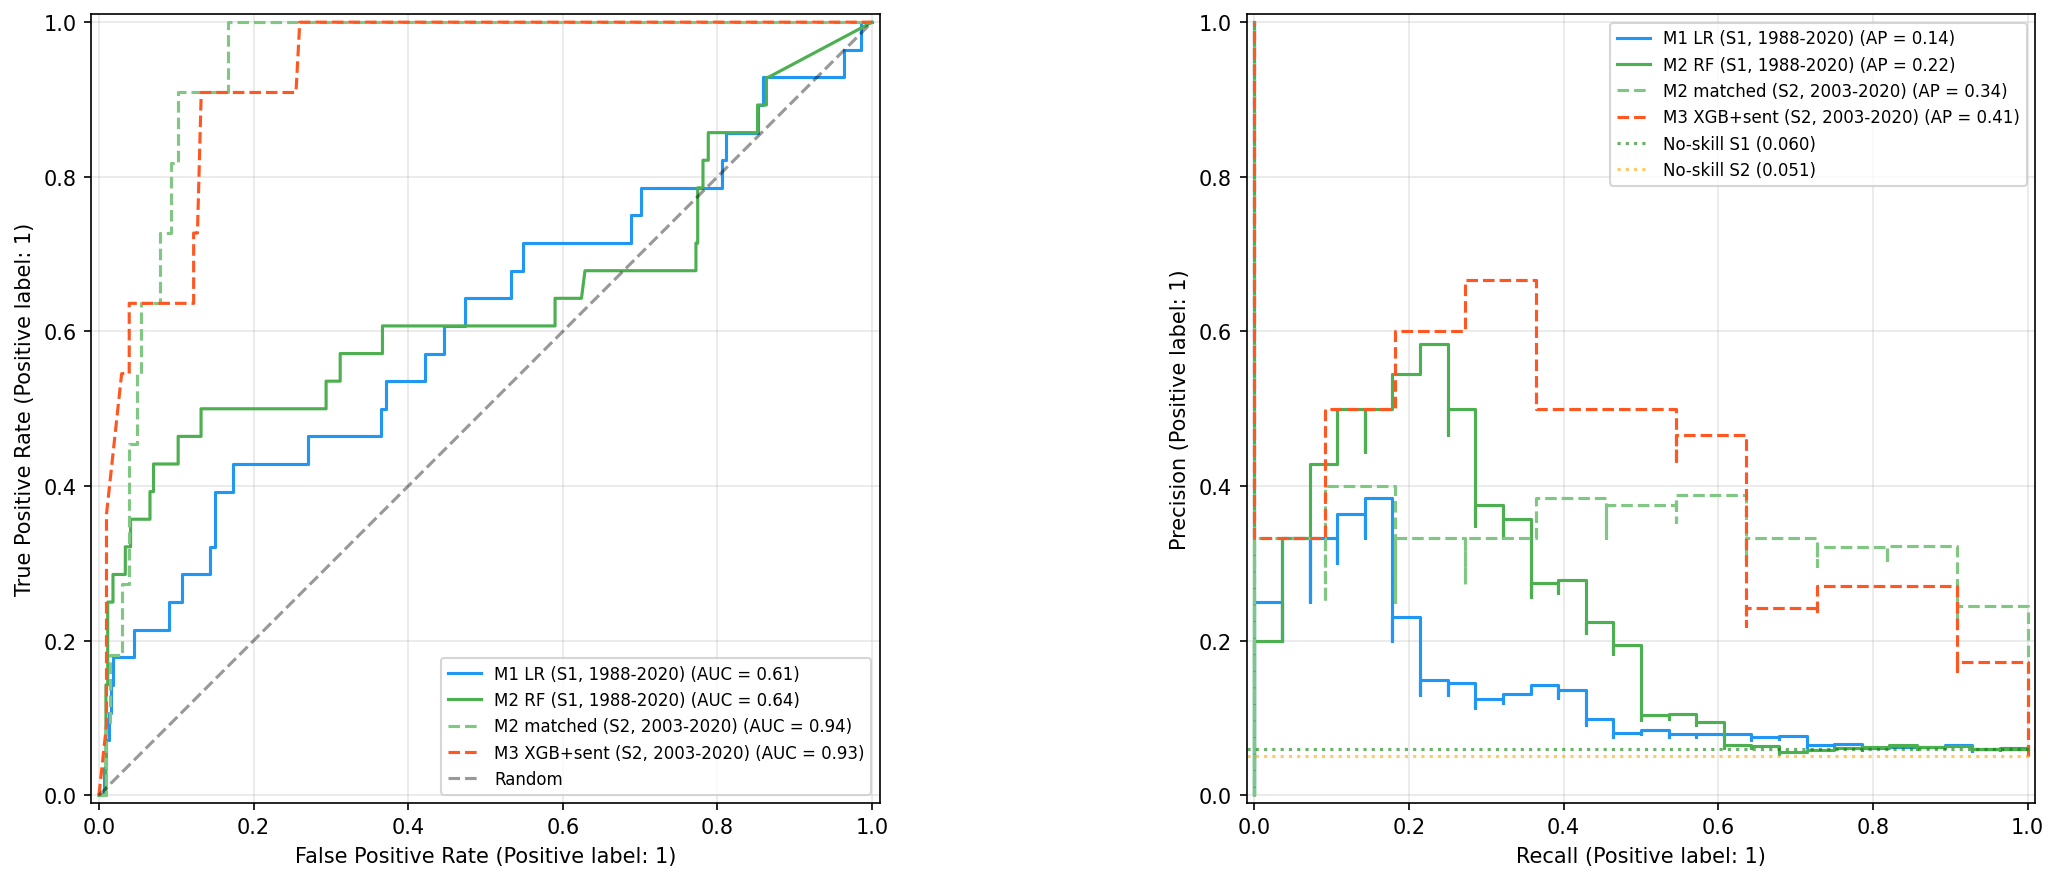 1.0
0.8
0.6
0.4
0.2
0.0
True Positive Rate (Positive label: 1)
0.0 0.2 0.4 0.6 0.8 1.0
False Positive Rate (Positive label: 1)
M1 LR (S1, 1988-2020) (AUC = 0.61)
M2 RF (S1, 1988-2020) (AUC = 0.64)
M2 matched (S2, 2003-2020) (AUC = 0.94)
M3 XGB+sent (S2, 2003-2020) (AUC = 0.93)
Random
1.0
0.8
0.6
0.4
0.2
0.0
Precision (Positive label: 1)
0.0 0.2 0.4 0.6 0.8 1.0
Recall (Positive label: 1)
M1 LR (S1, 1988-2020) (AP = 0.14)
M2 RF (S1, 1988-2020) (AP = 0.22)
M2 matched (S2, 2003-2020) (AP = 0.34)
M3 XGB+sent (S2, 2003-2020) (AP = 0.41)
No-skill S1 (0.060)
No-skill S2 (0.051)